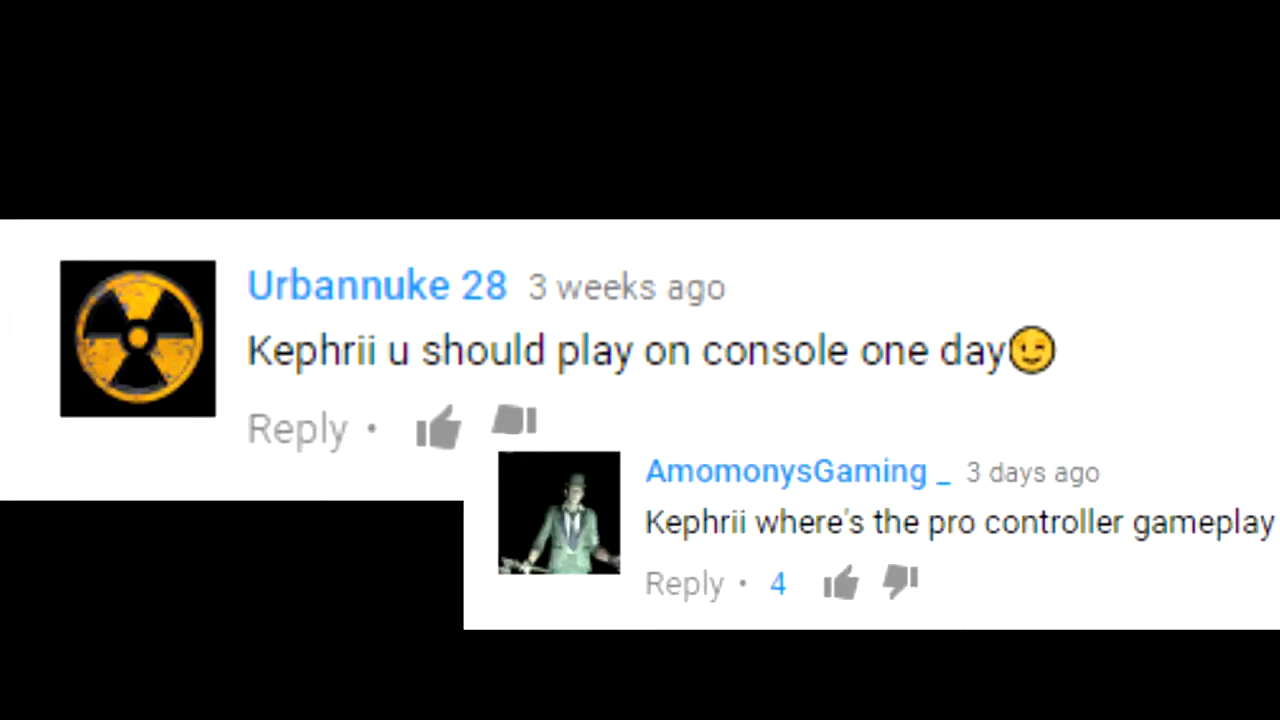 Urbannuke 28 3 weeks ago
Kephrii u should play on console one day😉
Reply •
AmomonysGaming _ 3 days ago
Kephrii where's the pro controller gameplay
Reply • 4